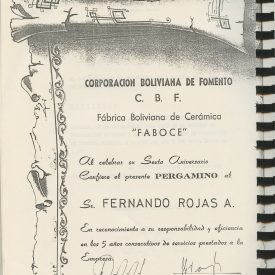 CORPORACION BOLIVIANA DE FOMENTO
C. B. F.
Fábrica Boliviana de Cerámica
"FABOCE"
Al celebrar su Sexto Aniversario
Confiere el presente PERGAMINO al
Sr. FERNANDO ROJAS A.
En reconocimiento a su responsabilidad y eficiencia
en los 5 años consecutivos de servicios prestados a la
Empresa.